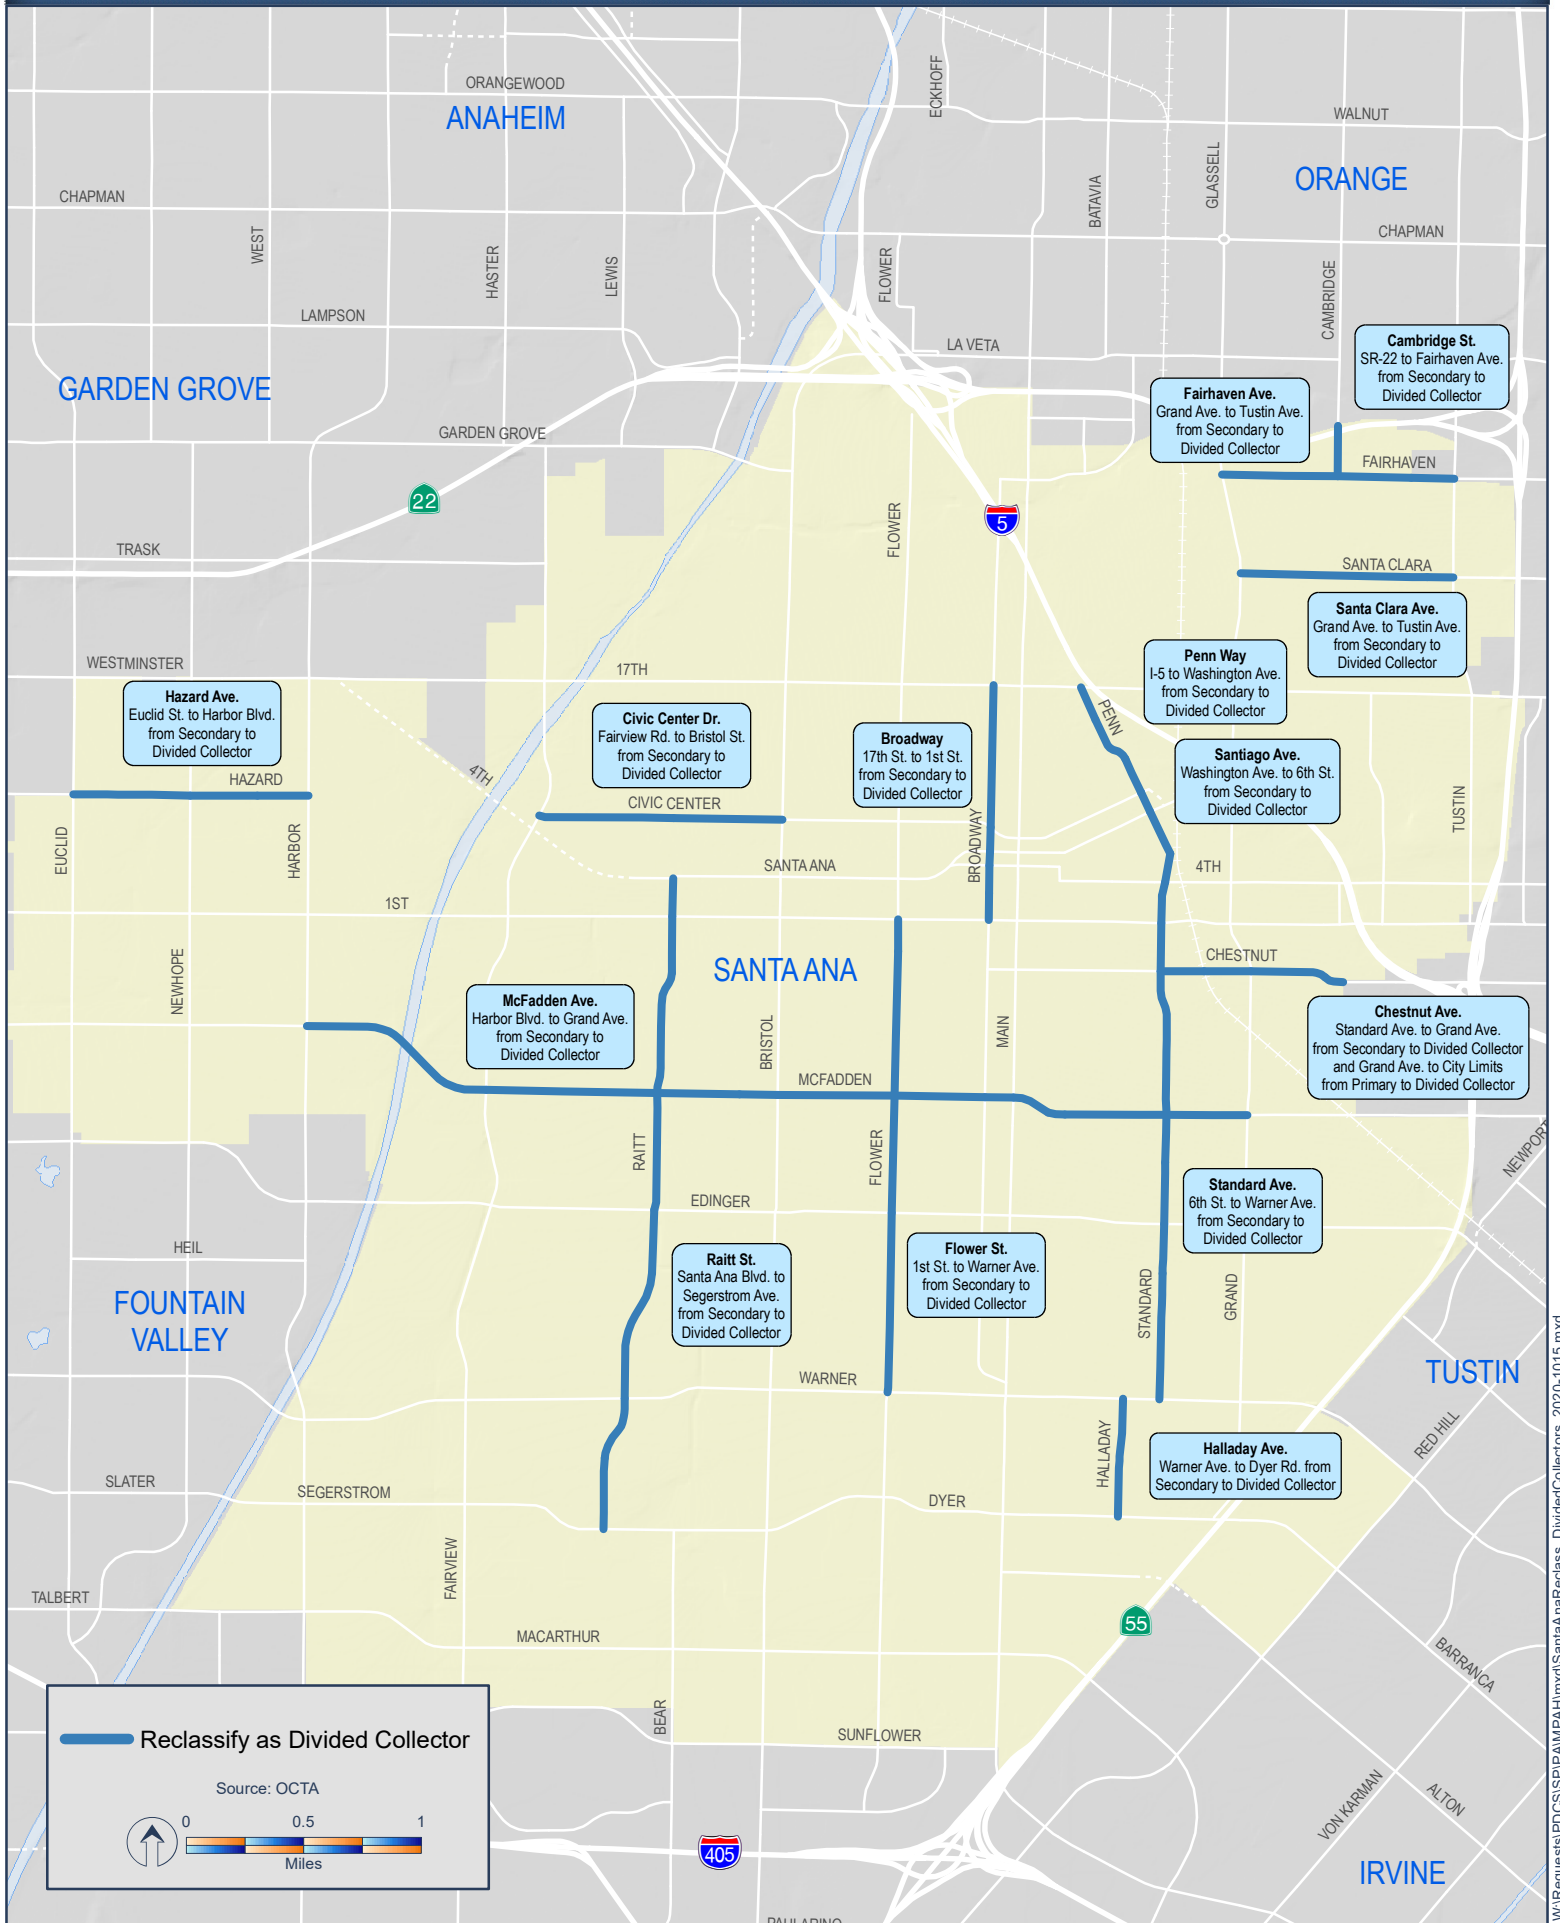 ORANGEWOOD
ANAHEIM
ECKHOFF
WALNUT
ORANGE
GLASSELL
BATAVIA
CHAPMAN
CHAPMAN
WEST
HASTER
LEWIS
FLOWER
CAMBRIDGE
LAMPSON
LA VETA
GARDEN GROVE
GARDEN GROVE
Cambridge St.
SR-22 to Fairhaven Ave.
from Secondary to
Divided Collector
Fairhaven Ave.
Grand Ave. to Tustin Ave.
from Secondary to
Divided Collector
FAIRHAVEN
22
5
FLOWER
TRASK
SANTA CLARA
Santa Clara Ave.
Grand Ave. to Tustin Ave.
from Secondary to
Divided Collector
WESTMINSTER
17TH
Penn Way
I-5 to Washington Ave.
from Secondary to
Divided Collector
PENN
Hazard Ave.
Euclid St. to Harbor Blvd.
from Secondary to
Divided Collector
HAZARD
Civic Center Dr.
Fairview Rd. to Bristol St.
from Secondary to
Divided Collector
CIVIC CENTER
Broadway
17th St. to 1st St.
from Secondary to
Divided Collector
BROADWAY
Santiago Ave.
Washington Ave. to 6th St.
from Secondary to
Divided Collector
4TH
TUSTIN
EUCLID
HARBOR
SANTA ANA
4TH
1ST
SANTA ANA
CHESTNUT
NEWHOPE
McFadden Ave.
Harbor Blvd. to Grand Ave.
from Secondary to
Divided Collector
BRISTOL
MAIN
MCFADDEN
Chestnut Ave.
Standard Ave. to Grand Ave.
from Secondary to Divided Collector
and Grand Ave. to City Limits
from Primary to Divided Collector
NEWPORT
RAITT
FLOWER
EDINGER
Standard Ave.
6th St. to Warner Ave.
from Secondary to
Divided Collector
HEIL
FOUNTAIN
VALLEY
Raitt St.
Santa Ana Blvd. to
Segerstrom Ave.
from Secondary to
Divided Collector
Flower St.
1st St. to Warner Ave.
from Secondary to
Divided Collector
STANDARD
GRAND
WARNER
TUSTIN
RED HILL
HALLADAY
Halladay Ave.
Warner Ave. to Dyer Rd. from
Secondary to Divided Collector
SLATER
SEGERSTROM
DYER
FAIRVIEW
TALBERT
MACARTHUR
55
BARRANCA
BEAR
SUNFLOWER
VON KARMAN
ALTON
IRVINE
405
Reclassify as Divided Collector
Source: OCTA
0 0.5 1
Miles
W:\Requests\PDCS\SP\PA\MPAH\mxd\SantaAnaReclass_DividedCollectors_2020-1015.mxd